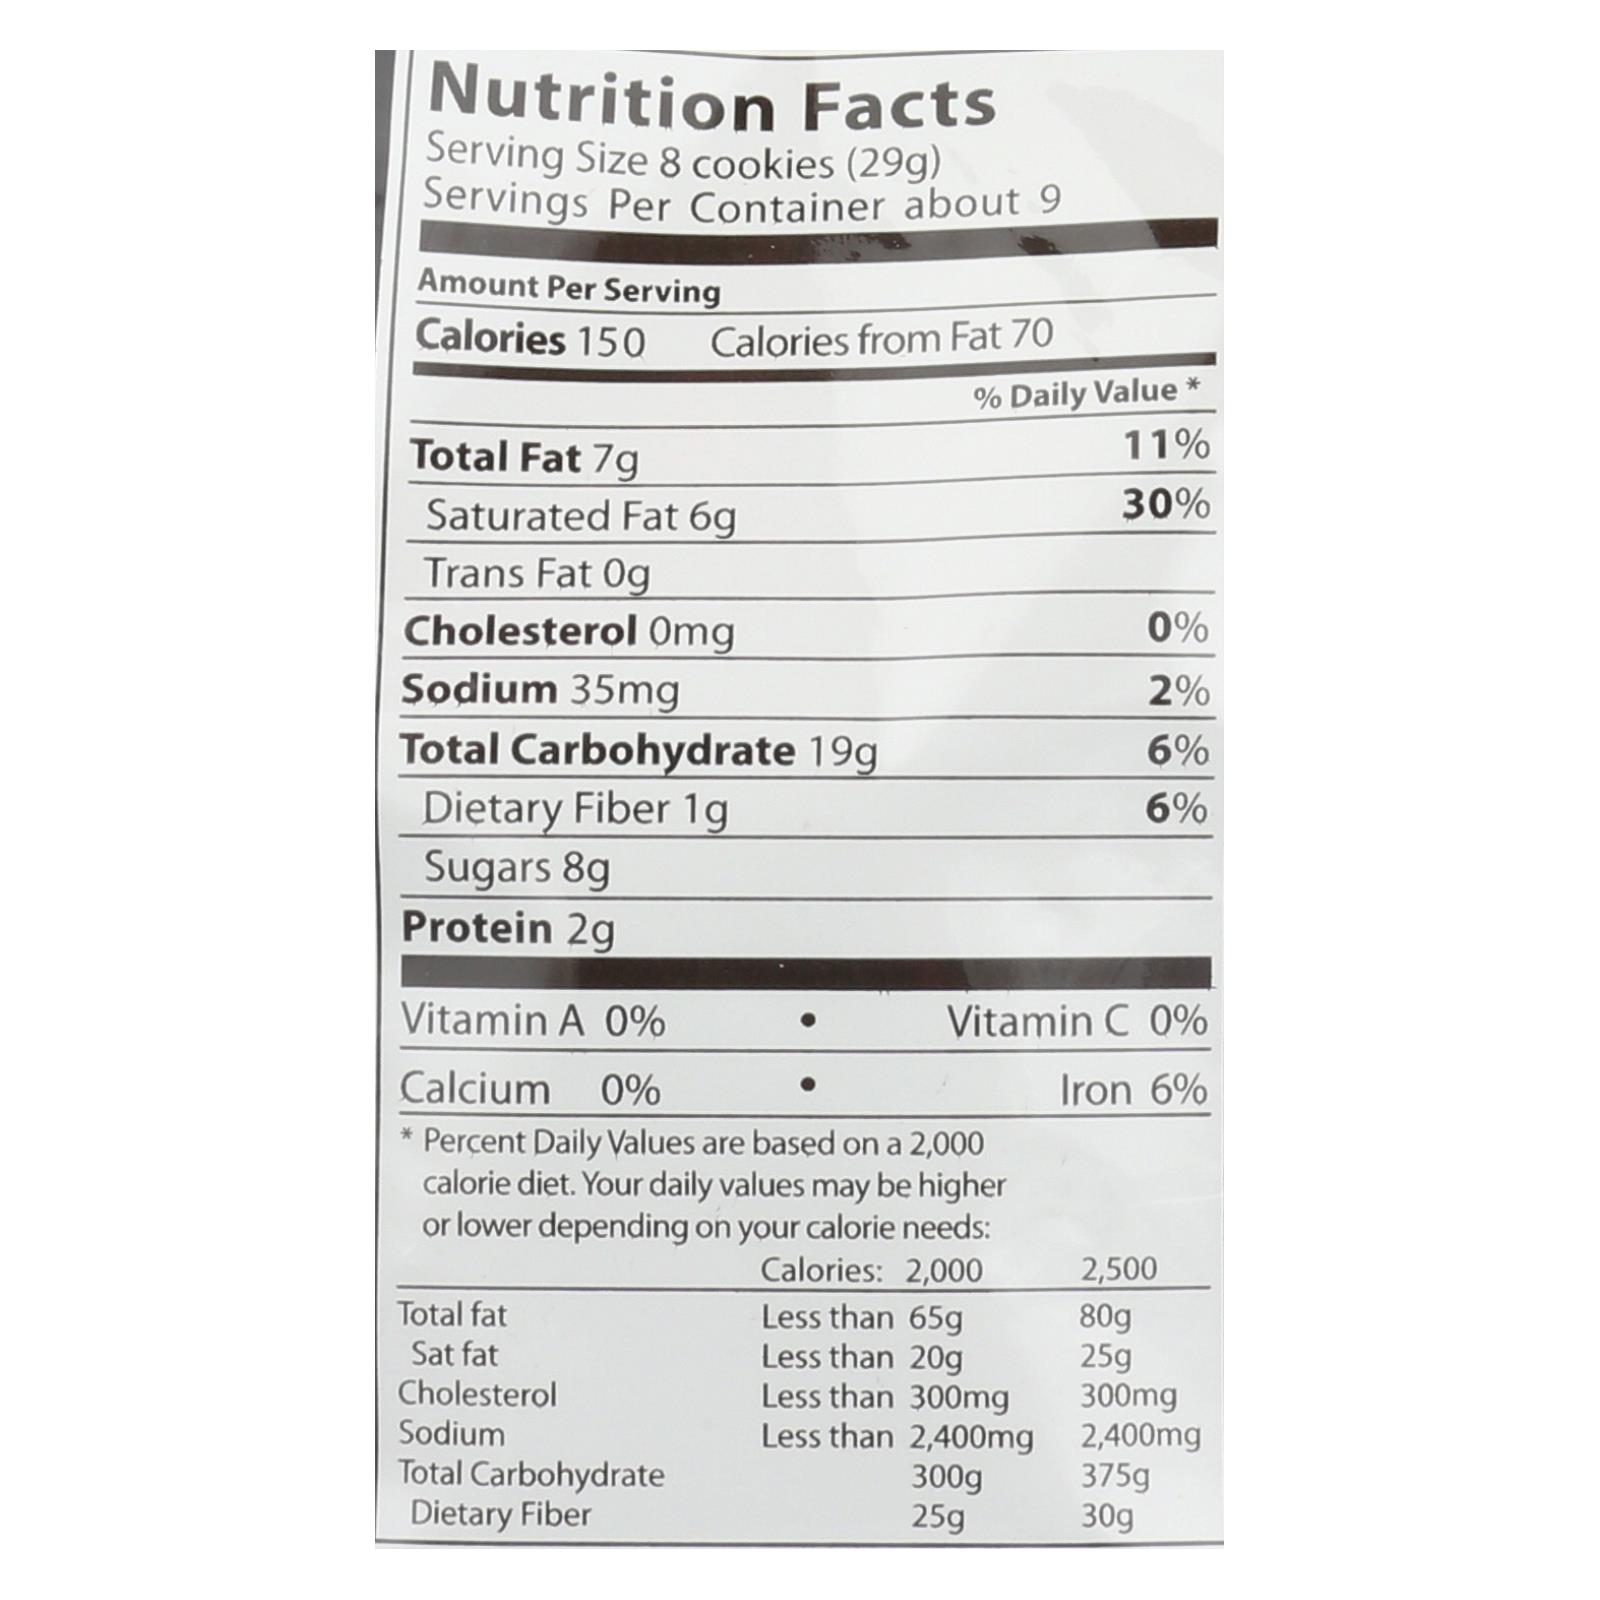 Nutrition Facts
Serving Size 8 cookies (29g)
Servings Per Container about 9
Amount Per Serving
Calories 150 Calories from Fat 70
% Daily Value *
Total Fat 7g 11%
Saturated Fat 6g 30%
Trans Fat 0g
Cholesterol 0mg 0%
Sodium 35mg 2%
Total Carbohydrate 19g 6%
Dietary Fiber 1g 6%
Sugars 8g
Protein 2g
Vitamin A 0% • Vitamin C 0%
Calcium 0% • Iron 6%
* Percent Daily Values are based on a 2,000
calorie diet. Your daily values may be higher
or lower depending on your calorie needs:
Calories: 2,000 2,500
Total fat Less than 65g 80g
Sat fat Less than 20g 25g
Cholesterol Less than 300mg 300mg
Sodium Less than 2,400mg 2,400mg
Total Carbohydrate 300g 375g
Dietary Fiber 25g 30g